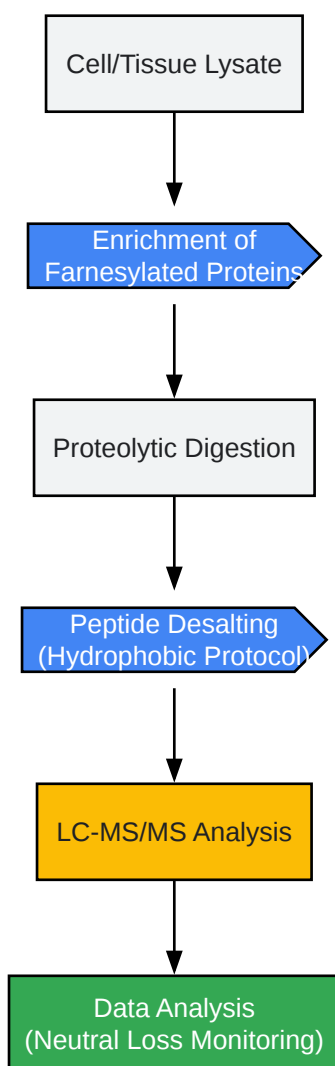 Cell/Tissue Lysate
Enrichment of
Farnesylated Proteins
Proteolytic Digestion
Peptide Desalting
(Hydrophobic Protocol)
LC-MS/MS Analysis
Data Analysis
(Neutral Loss Monitoring)